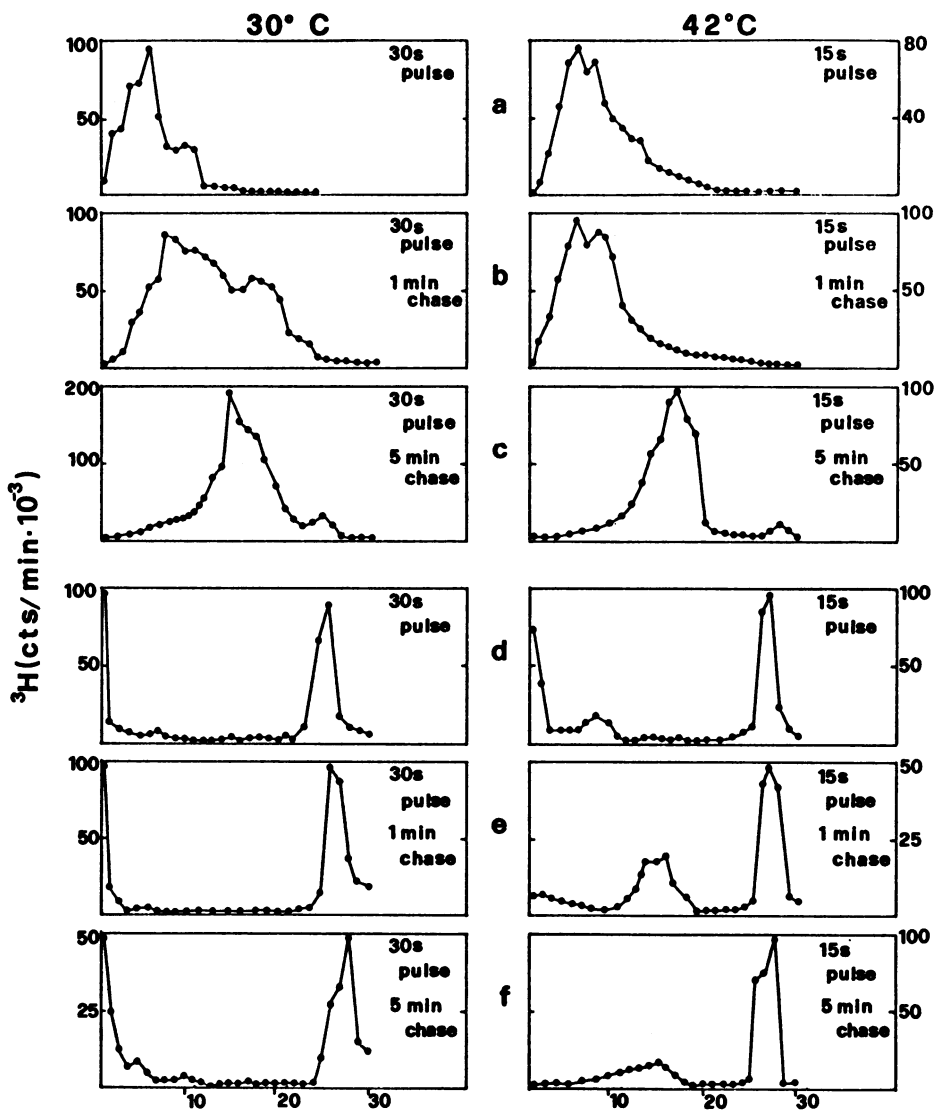 30° C
42°C
100
50
30s
pulse
a
15s
pulse
80
40
100
50
30s
pulse
1 min
chase
b
15s
pulse
1 min
chase
100
50
200
100
30s
pulse
5 min
chase
c
15s
pulse
5 min
chase
100
50
³H(cts/min·10⁻³)
100
50
30s
pulse
d
15s
pulse
100
50
100
50
30s
pulse
1 min
chase
e
15s
pulse
1 min
chase
50
25
50
25
30s
pulse
5 min
chase
f
15s
pulse
5 min
chase
100
50
10 20 30
10 20 30